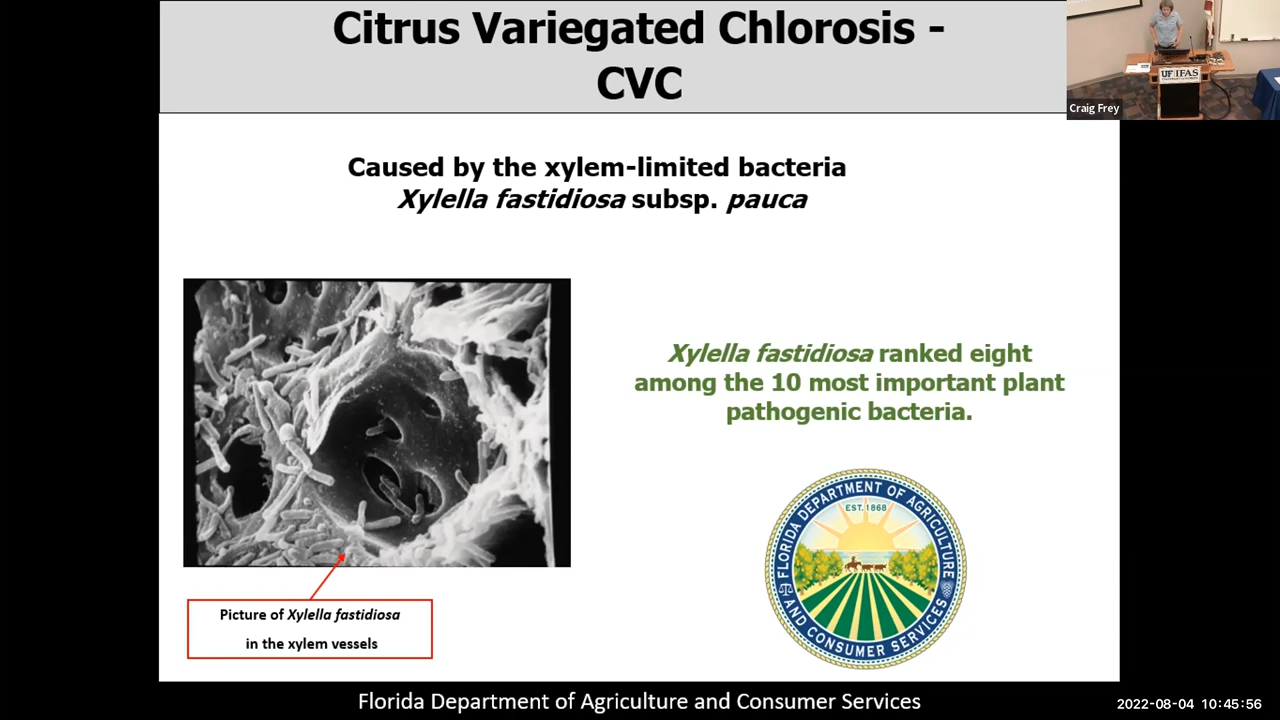 Citrus Variegated Chlorosis -
CVC
Craig Frey
UF IFAS
Caused by the xylem-limited bacteria
Xylella fastidiosa subsp. pauca
Xylella fastidiosa ranked eight
among the 10 most important plant
pathogenic bacteria.
FLORIDA DEPARTMENT OF AGRICULTURE
AND CONSUMER SERVICES
EST. 1868
Picture of Xylella fastidiosa
in the xylem vessels
Florida Department of Agriculture and Consumer Services
2022-08-04 10:45:56